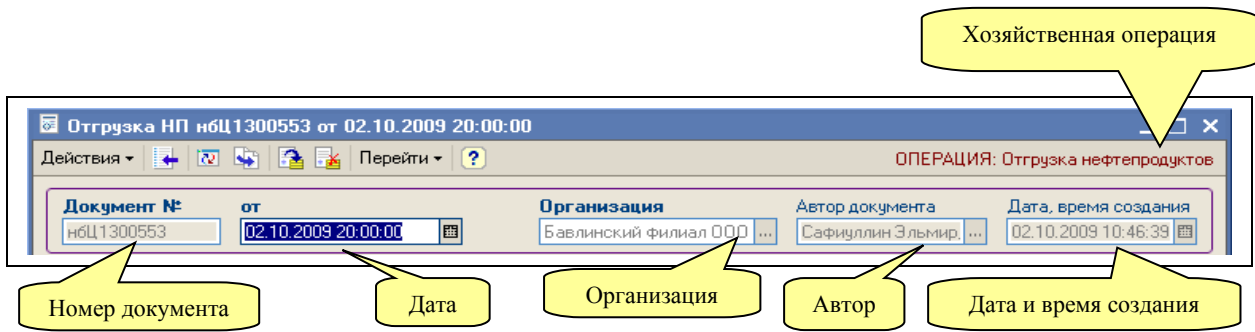 Хозяйственная операция
Отгрузка НП нбЦ1300553 от 02.10.2009 20:00:00
Действия Перейти ?
ОПЕРАЦИЯ: Отгрузка нефтепродуктов
Документ № от Организация Автор документа Дата, время создания
нбЦ1300553 02.10.2009 20:00:00 Бавлинский филиал ООО ... Сафиуллин Эльмир, ... 02.10.2009 10:46:39
Номер документа Дата Организация Автор Дата и время создания